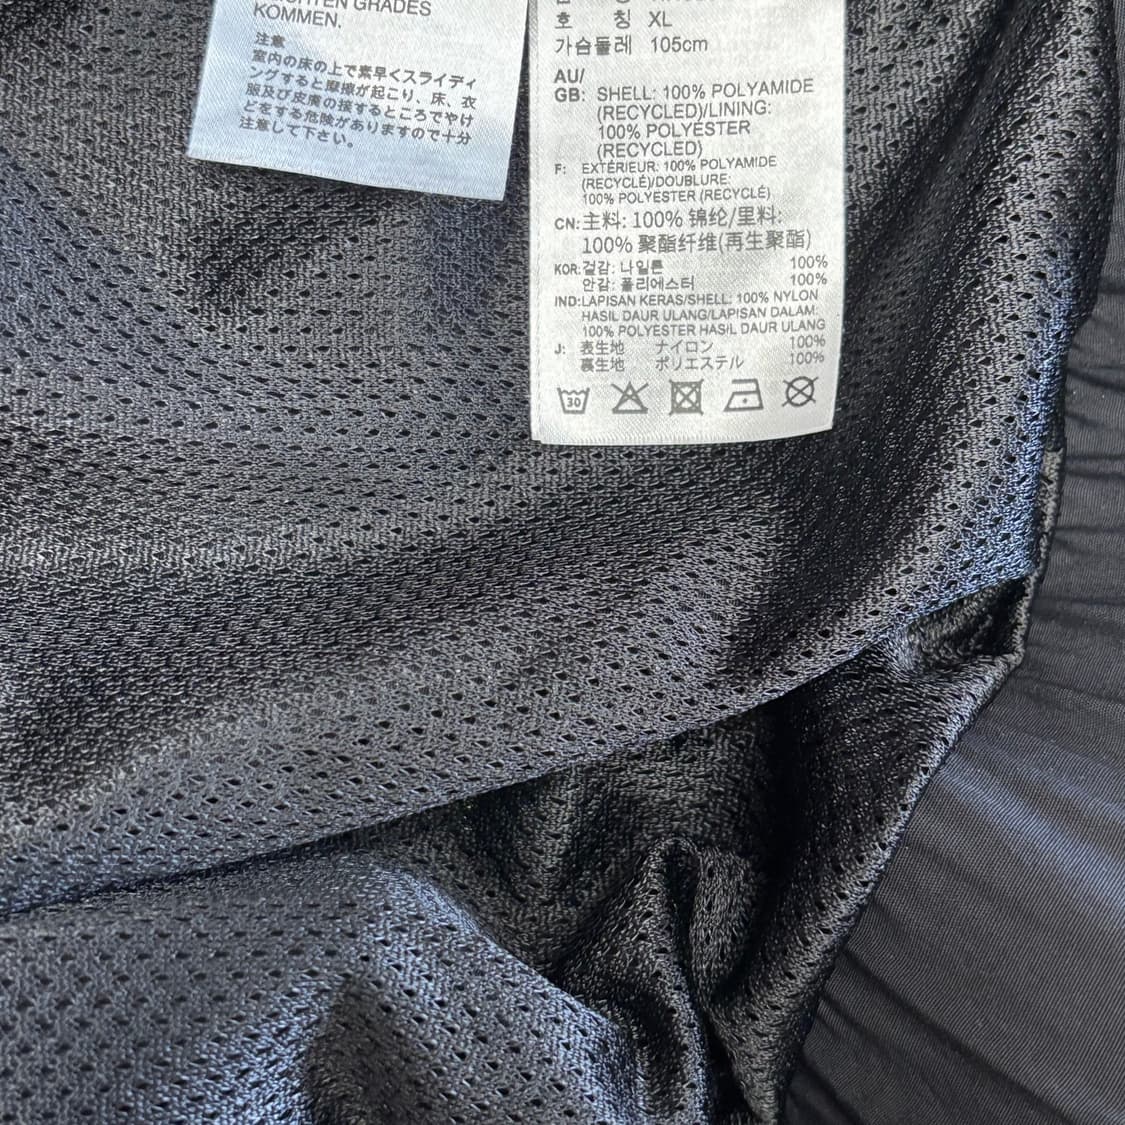 GRADES
KOMMEN.
注意
室内の床の上で素早くスライディ
ングすると摩擦が起こり、床、衣
服及び皮膚の接するところでやけ
どをする危険がありますので十分
注意して下さい。
호 칭 XL
가슴둘레 105cm
AU/
GB: SHELL: 100% POLYAMIDE
(RECYCLED)/LINING:
100% POLYESTER
(RECYCLED)
F: EXTÉRIEUR: 100% POLYAMIDE
(RECYCLÉ)/DOUBLURE:
100% POLYESTER (RECYCLÉ)
CN: 主料: 100% 锦纶/里料:
100% 聚酯纤维(再生聚酯)
KOR: 겉감: 나일론 100%
안감: 폴리에스터 100%
IND: LAPISAN KERAS/SHELL: 100% NYLON
HASIL DAUR ULANG/LAPISAN DALAM:
100% POLYESTER HASIL DAUR ULANG
J: 表生地 ナイロン 100%
裏生地 ポリエステル 100%
30